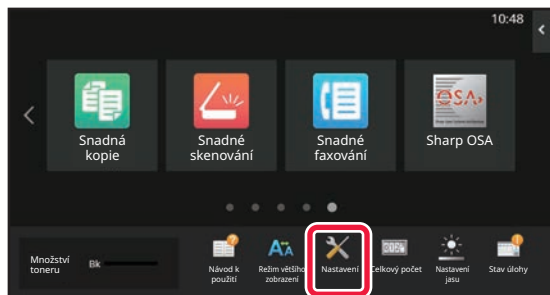 10:48
Snadná
kopie
Snadné
skenování
Snadné
faxování
OSA
Sharp OSA
Množství
toneru
Bk
Návod k
použití
Režim většího
zobrazení
Nastavení
Celkový počet
Nastavení
jasu
Stav úlohy